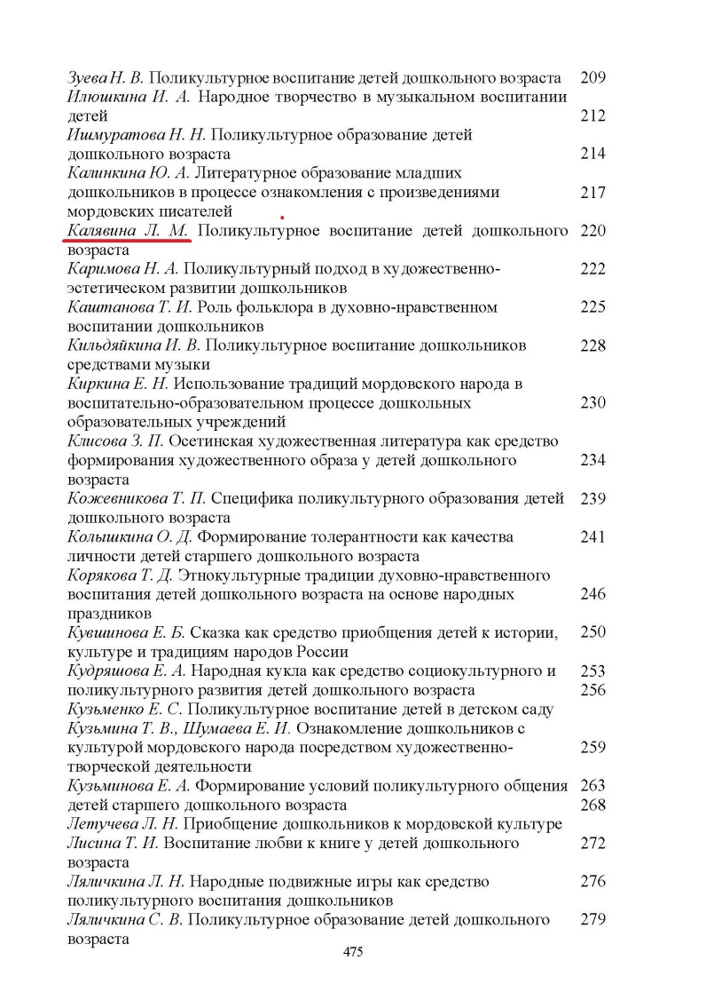 Зуева Н. В. Поликультурное воспитание детей дошкольного возраста 209
Илюшкина И. А. Народное творчество в музыкальном воспитании
детей 212
Ишмуратова Н. Н. Поликультурное образование детей
дошкольного возраста 214
Калинкина Ю. А. Литературное образование младших
дошкольников в процессе ознакомления с произведениями 217
мордовских писателей
Калявина Л. М. Поликультурное воспитание детей дошкольного 220
возраста
Каримова Н. А. Поликультурный подход в художественно- 222
эстетическом развитии дошкольников
Каштанова Т. И. Роль фольклора в духовно-нравственном 225
воспитании дошкольников
Кильдяйкина И. В. Поликультурное воспитание дошкольников 228
средствами музыки
Киркина Е. Н. Использование традиций мордовского народа в
воспитательно-образовательном процессе дошкольных 230
образовательных учреждений
Клисова З. П. Осетинская художественная литература как средство
формирования художественного образа у детей дошкольного 234
возраста
Кожевникова Т. П. Специфика поликультурного образования детей 239
дошкольного возраста
Колышкина О. Д. Формирование толерантности как качества 241
личности детей старшего дошкольного возраста
Корякова Т. Д. Этнокультурные традиции духовно-нравственного
воспитания детей дошкольного возраста на основе народных 246
праздников
Кувшинова Е. Б. Сказка как средство приобщения детей к истории, 250
культуре и традициям народов России
Кудряшова Е. А. Народная кукла как средство социокультурного и 253
поликультурного развития детей дошкольного возраста 256
Кузьменко Е. С. Поликультурное воспитание детей в детском саду
Кузьмина Т. В., Шумаева Е. И. Ознакомление дошкольников с
культурой мордовского народа посредством художественно- 259
творческой деятельности
Кузьминова Е. А. Формирование условий поликультурного общения 263
детей старшего дошкольного возраста 268
Летучева Л. Н. Приобщение дошкольников к мордовской культуре
Лисина Т. И. Воспитание любви к книге у детей дошкольного 272
возраста
Ляличкина Л. Н. Народные подвижные игры как средство 276
поликультурного воспитания дошкольников
Ляличкина С. В. Поликультурное образование детей дошкольного 279
возраста
475